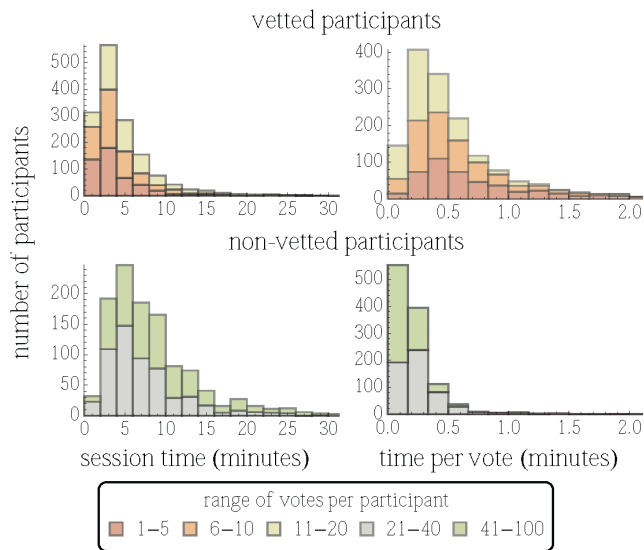 vetted participants
number of participants
500
400
300
200
100
0
0 5 10 15 20 25 30
400
300
200
100
0
0.0 0.5 1.0 1.5 2.0
non-vetted participants
200
150
100
50
0
0 5 10 15 20 25 30
500
400
300
200
100
0
0.0 0.5 1.0 1.5 2.0
session time (minutes)
time per vote (minutes)
range of votes per participant
1–5 6–10 11–20 21–40 41–100